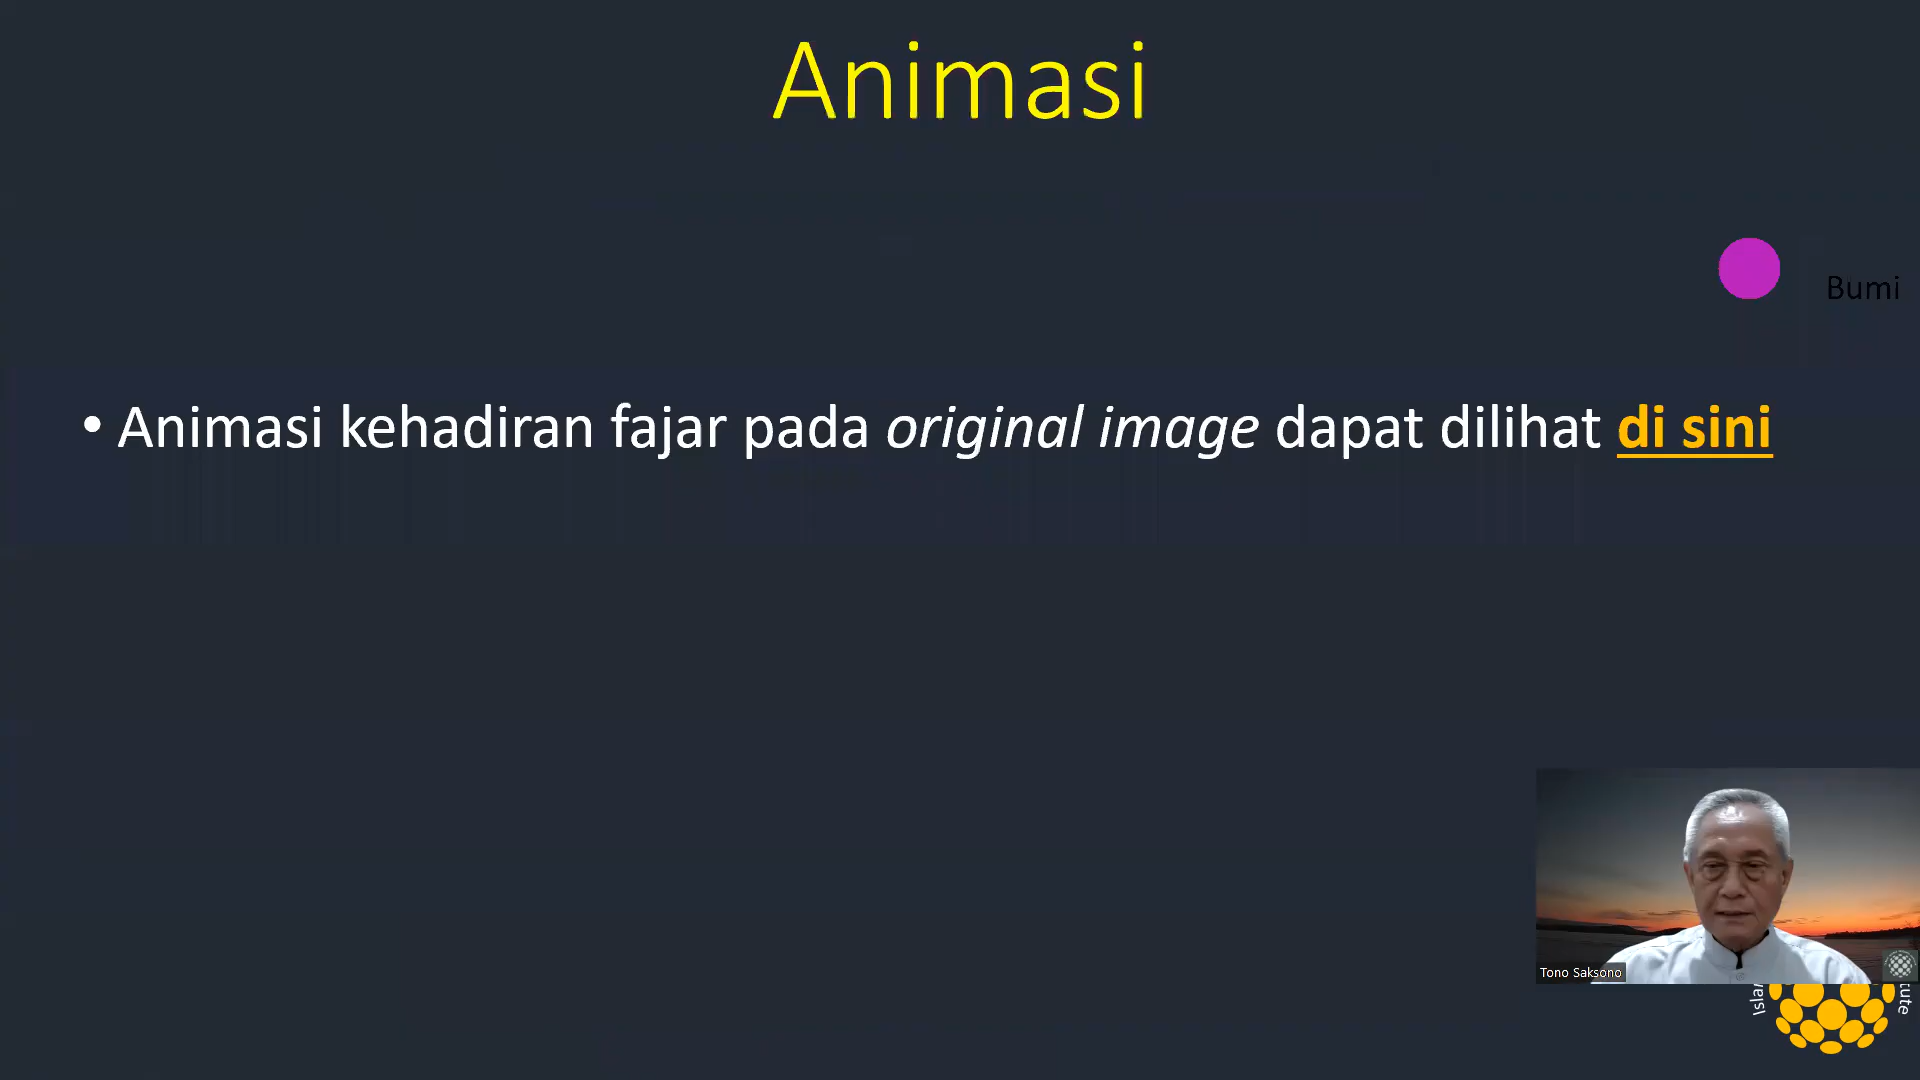 Animasi
Bumi
• Animasi kehadiran fajar pada original image dapat dilihat di sini
Tono Saksono